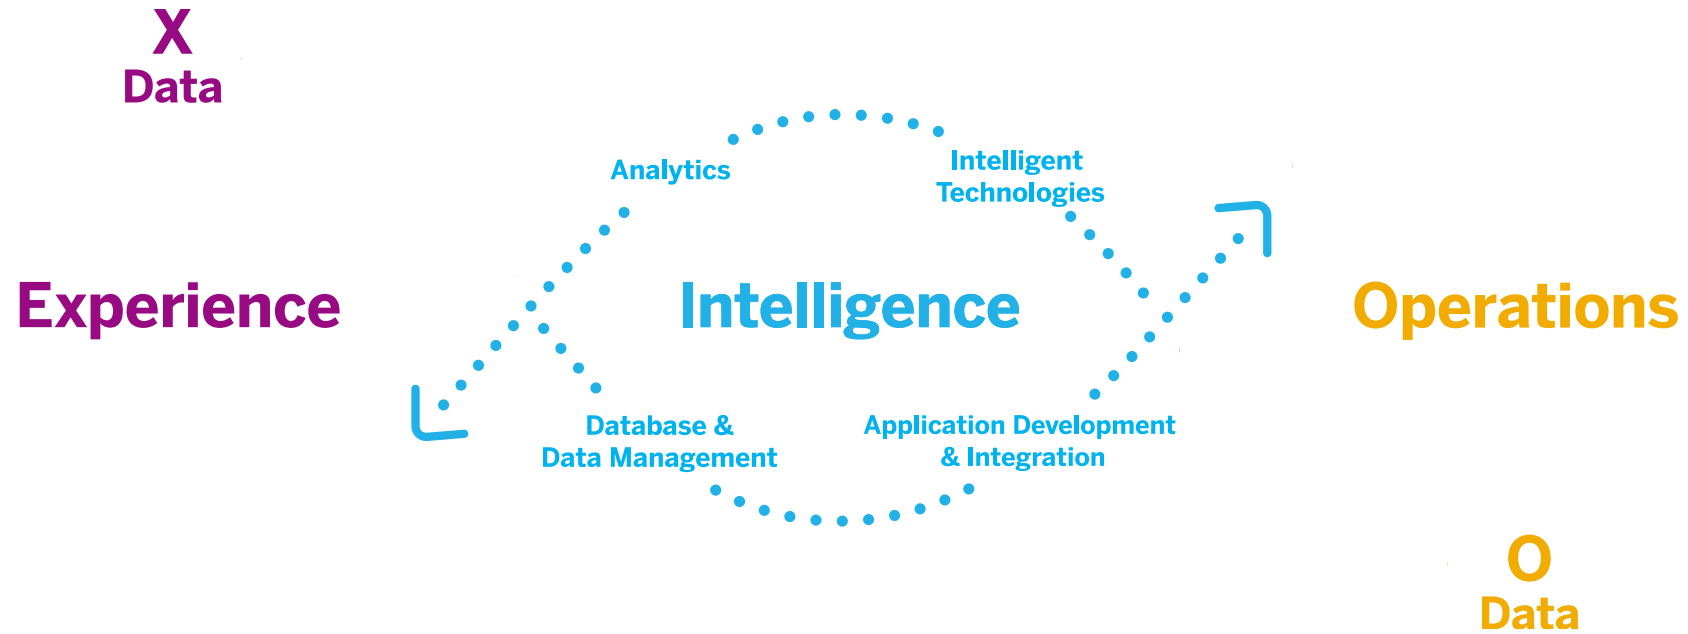 X
Data
Analytics
Intelligent
Technologies
Experience
Intelligence
Operations
Database &
Data Management
Application Development
& Integration
O
Data